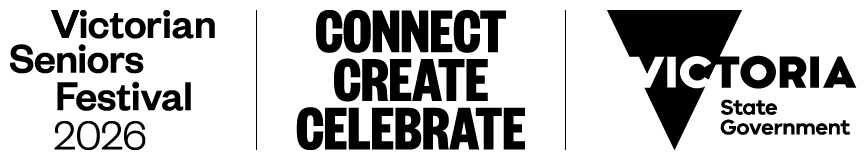 Victorian
Seniors
Festival
2026
CONNECT
CREATE
CELEBRATE
VICTORIA
State
Government